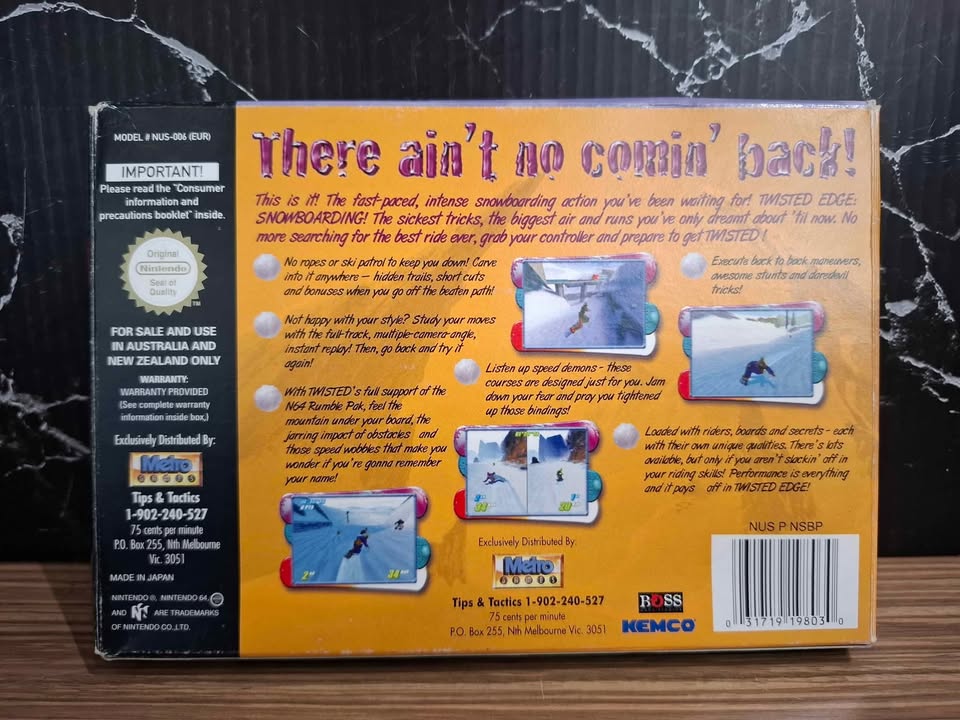 MODEL # NUS-006 (EUR)
IMPORTANT!
Please read the "Consumer
information and
precautions booklet" inside.
Original
Nintendo
Seal of
Quality
TM
FOR SALE AND USE
IN AUSTRALIA AND
NEW ZEALAND ONLY
WARRANTY:
WARRANTY PROVIDED
(See complete warranty
information inside box,)
Exclusively Distributed By:
Metro
GAMES
Tips & Tactics
1-902-240-527
75 cents per minute
P.O. Box 255, Nth Melbourne
Vic. 3051
MADE IN JAPAN
NINTENDO ®, NINTENDO 64,
AND N ARE TRADEMARKS
OF NINTENDO CO.,LTD.
There ain't no comin' back!
This is it! The fast-paced, intense snowboarding action you've been waiting for! TWISTED EDGE:
SNOWBOARDING! The sickest tricks, the biggest air and runs you've only dreamt about 'til now. No
more searching for the best ride ever, grab your controller and prepare to get TWISTED !
No ropes or ski patrol to keep you down! Carve
into it anywhere – hidden trails, short cuts
and bonuses when you go off the beaten path!
Not happy with your style? Study your moves
with the full-track, multiple-camera-angle,
instant replay! Then, go back and try it
again!
With TWISTED's full support of the
N64 Rumble Pak, feel the
mountain under your board, the
jarring impact of obstacles and
those speed wobbles that make you
wonder if you're gonna remember
your name!
Listen up speed demons - these
courses are designed just for you. Jam
down your fear and pray you tightened
up those bindings!
Execute back to back maneuvers,
awesome stunts and daredevil
tricks!
Loaded with riders, boards and secrets - each
with their own unique qualities. There's lots
available, but only if you aren't slackin' off in
your riding skills! Performance is everything
and it pays off in TWISTED EDGE!
Exclusively Distributed By:
Metro
GAMES
Tips & Tactics 1-902-240-527
75 cents per minute
P.O. Box 255, Nth Melbourne Vic. 3051
BOSS
KEMCO
NUS P NSBP
0 31719 19803 0